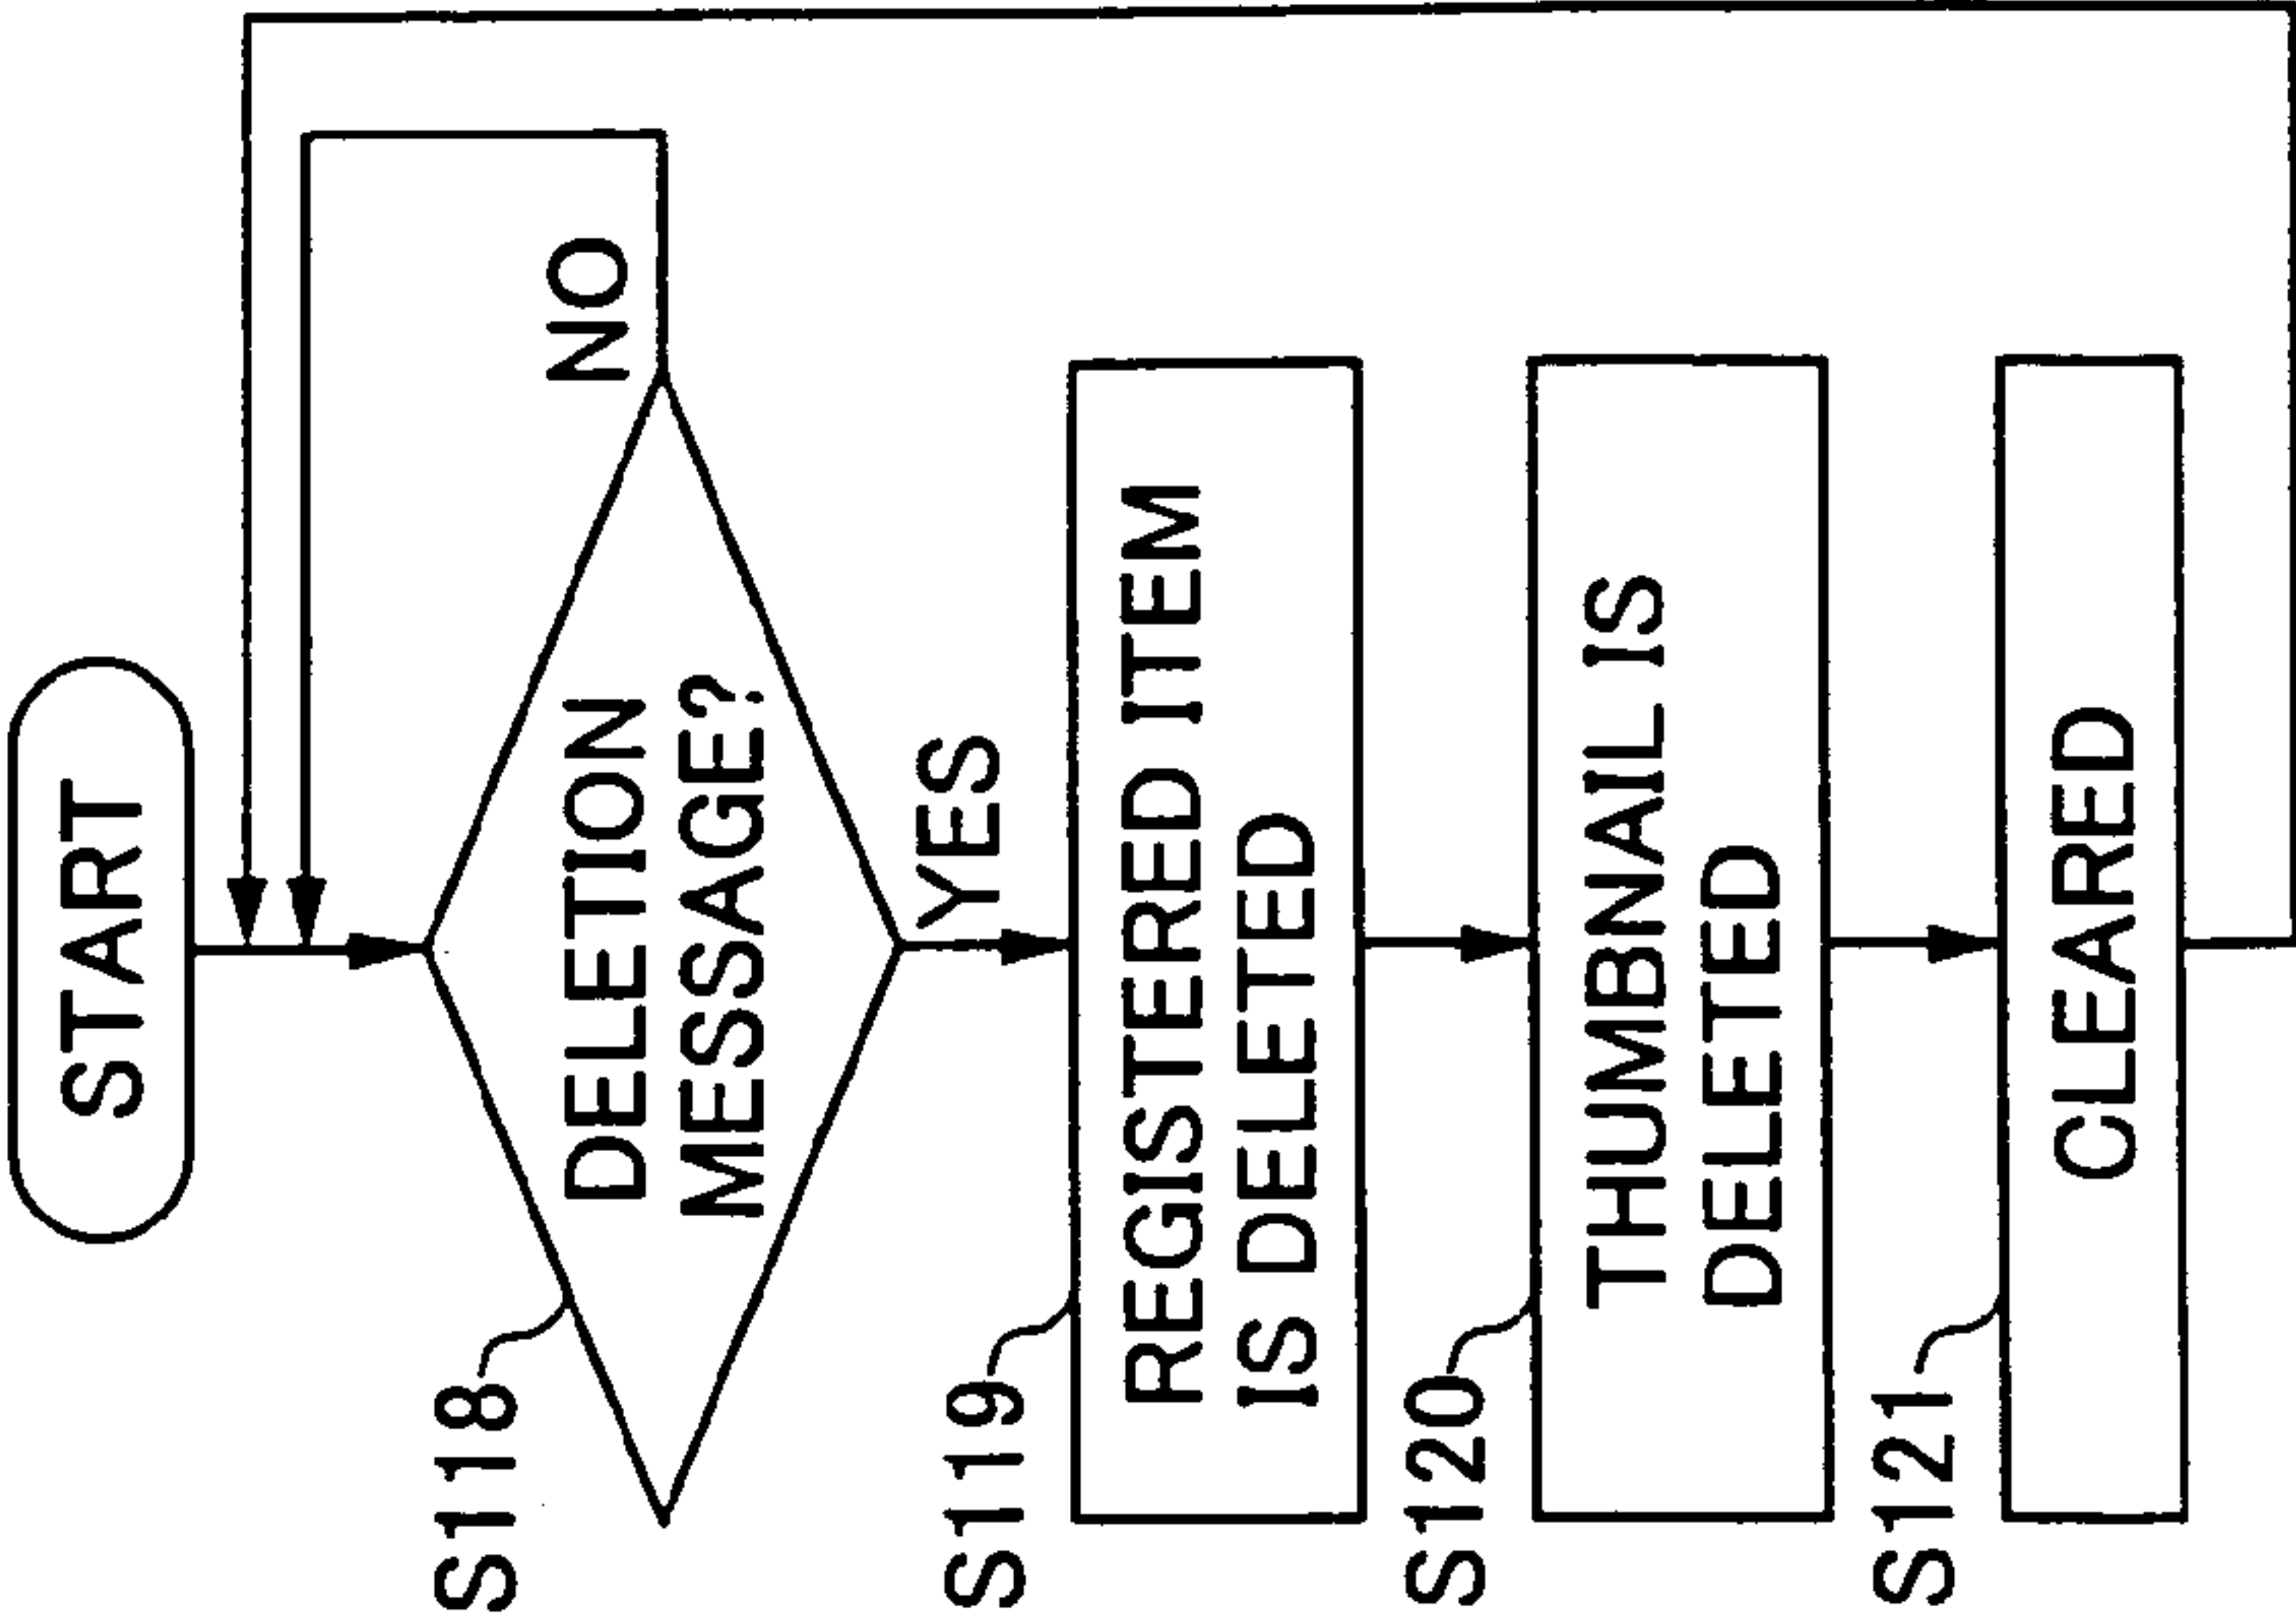 START
S118
DELETION
MESSAGE?
NO
YES
S119
REGISTERED ITEM
IS DELETED
S120
THUMBNAIL IS
DELETED
S121
CLEARED